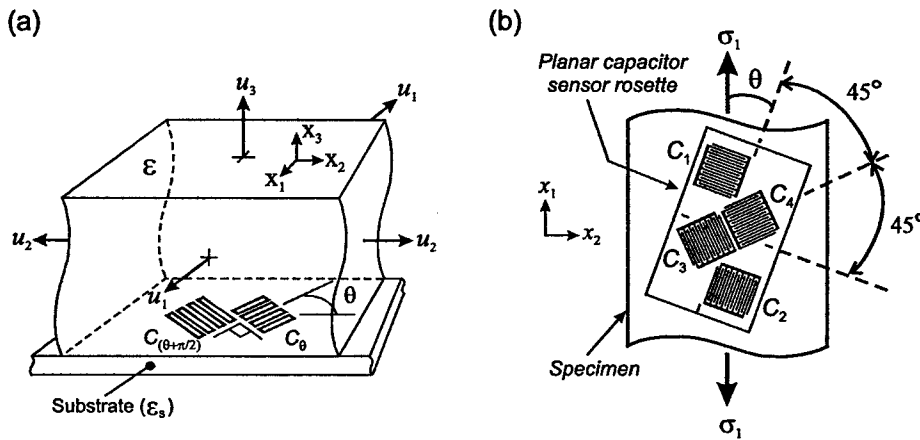 (a)
u₃
u₁
X₃
X₂
X₁
ε
u₂
u₂
u₁
θ
C(θ+π/2)
Cθ
Substrate (εₛ)
(b)
σ₁
Planar capacitor
sensor rosette
θ
45°
C₁
C₄
x₁
x₂
45°
C₃
C₂
Specimen
σ₁